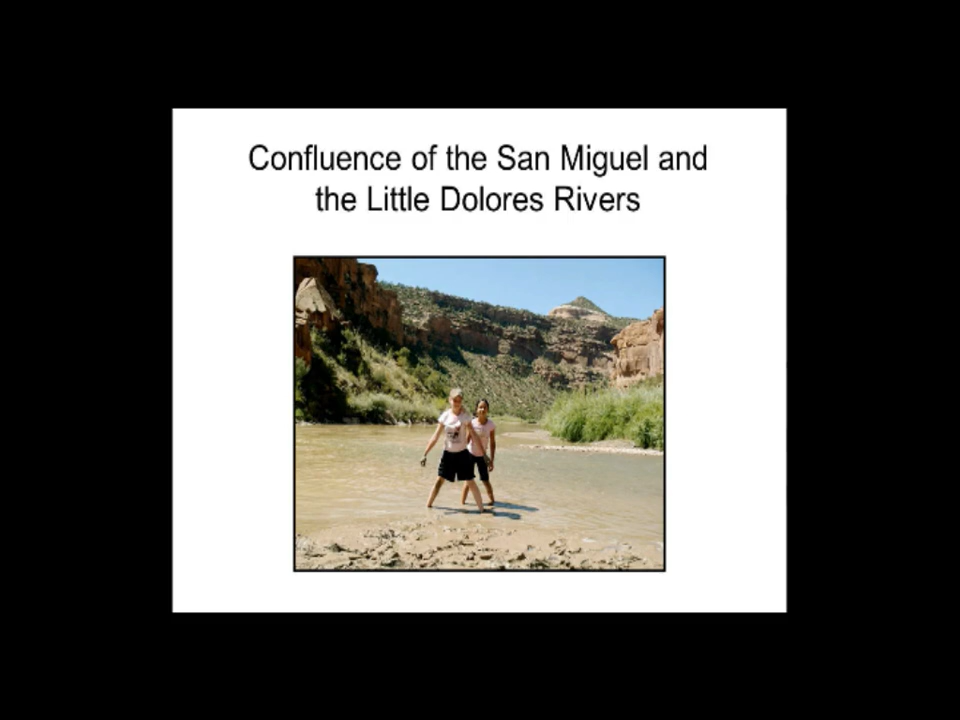 Confluence of the San Miguel and
the Little Dolores Rivers